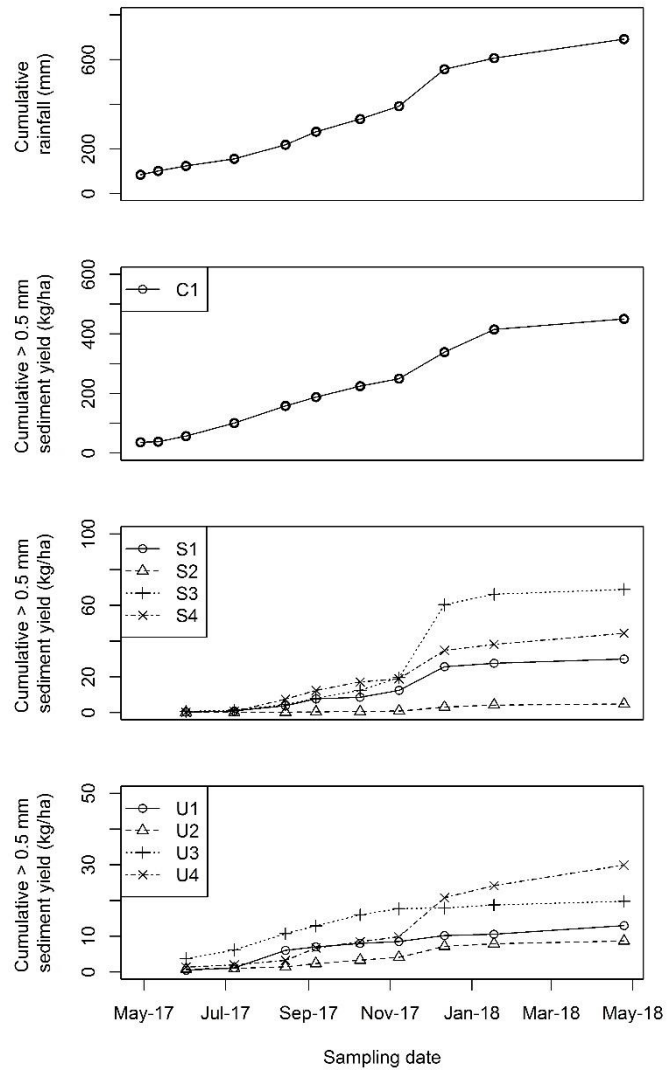 Cumulative
rainfall (mm)
600
200
0
Cumulative > 0.5 mm
sediment yield (kg/ha)
600
400
200
0
C1
Cumulative > 0.5 mm
sediment yield (kg/ha)
100
60
20
0
S1
S2
S3
S4
Cumulative > 0.5 mm
sediment yield (kg/ha)
50
30
10
0
U1
U2
U3
U4
May-17 Jul-17 Sep-17 Nov-17 Jan-18 Mar-18 May-18
Sampling date